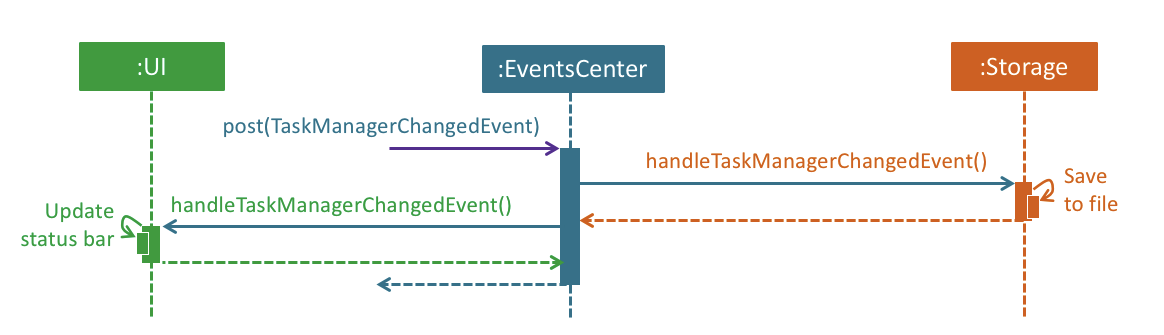 :UI
:EventsCenter
:Storage
post(TaskManagerChangedEvent)
handleTaskManagerChangedEvent()
Save
to file
handleTaskManagerChangedEvent()
Update
status bar